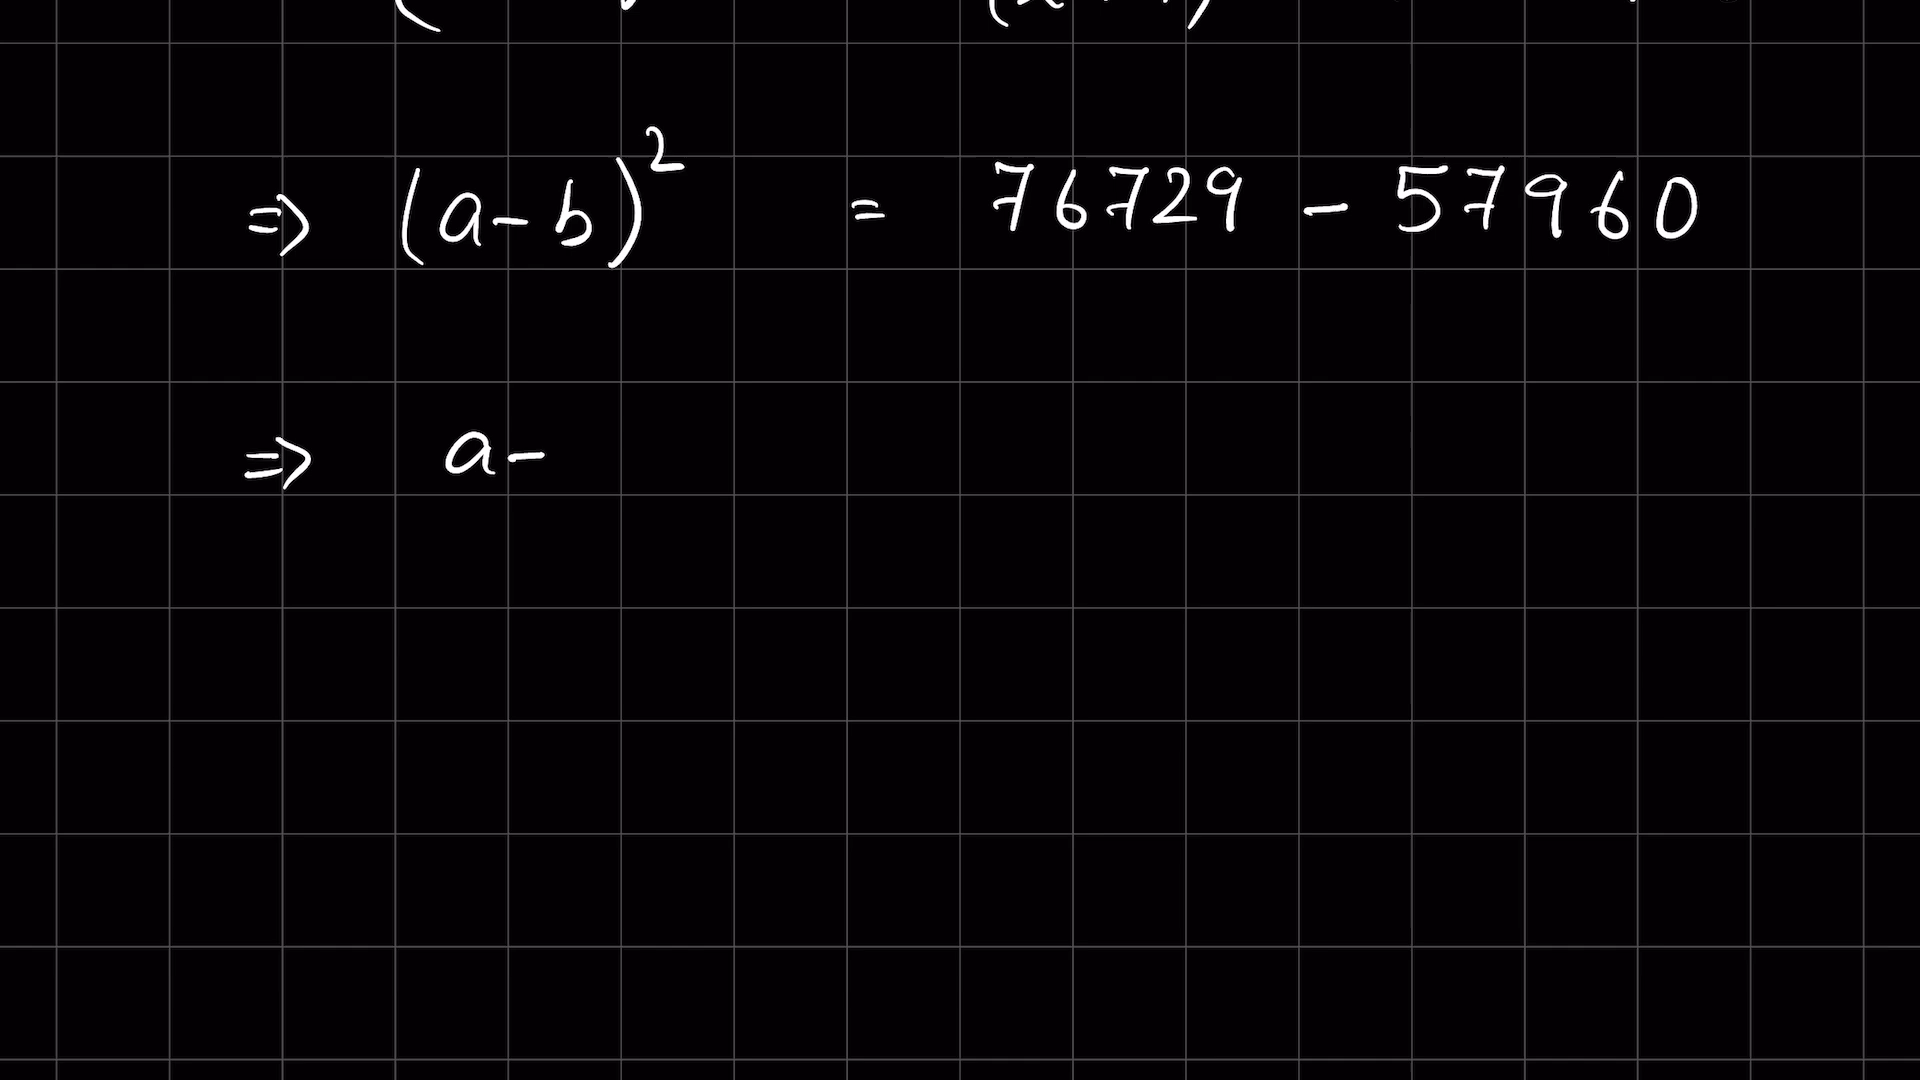 ⇒ (a-b)² = 76729 - 57960
⇒ a-